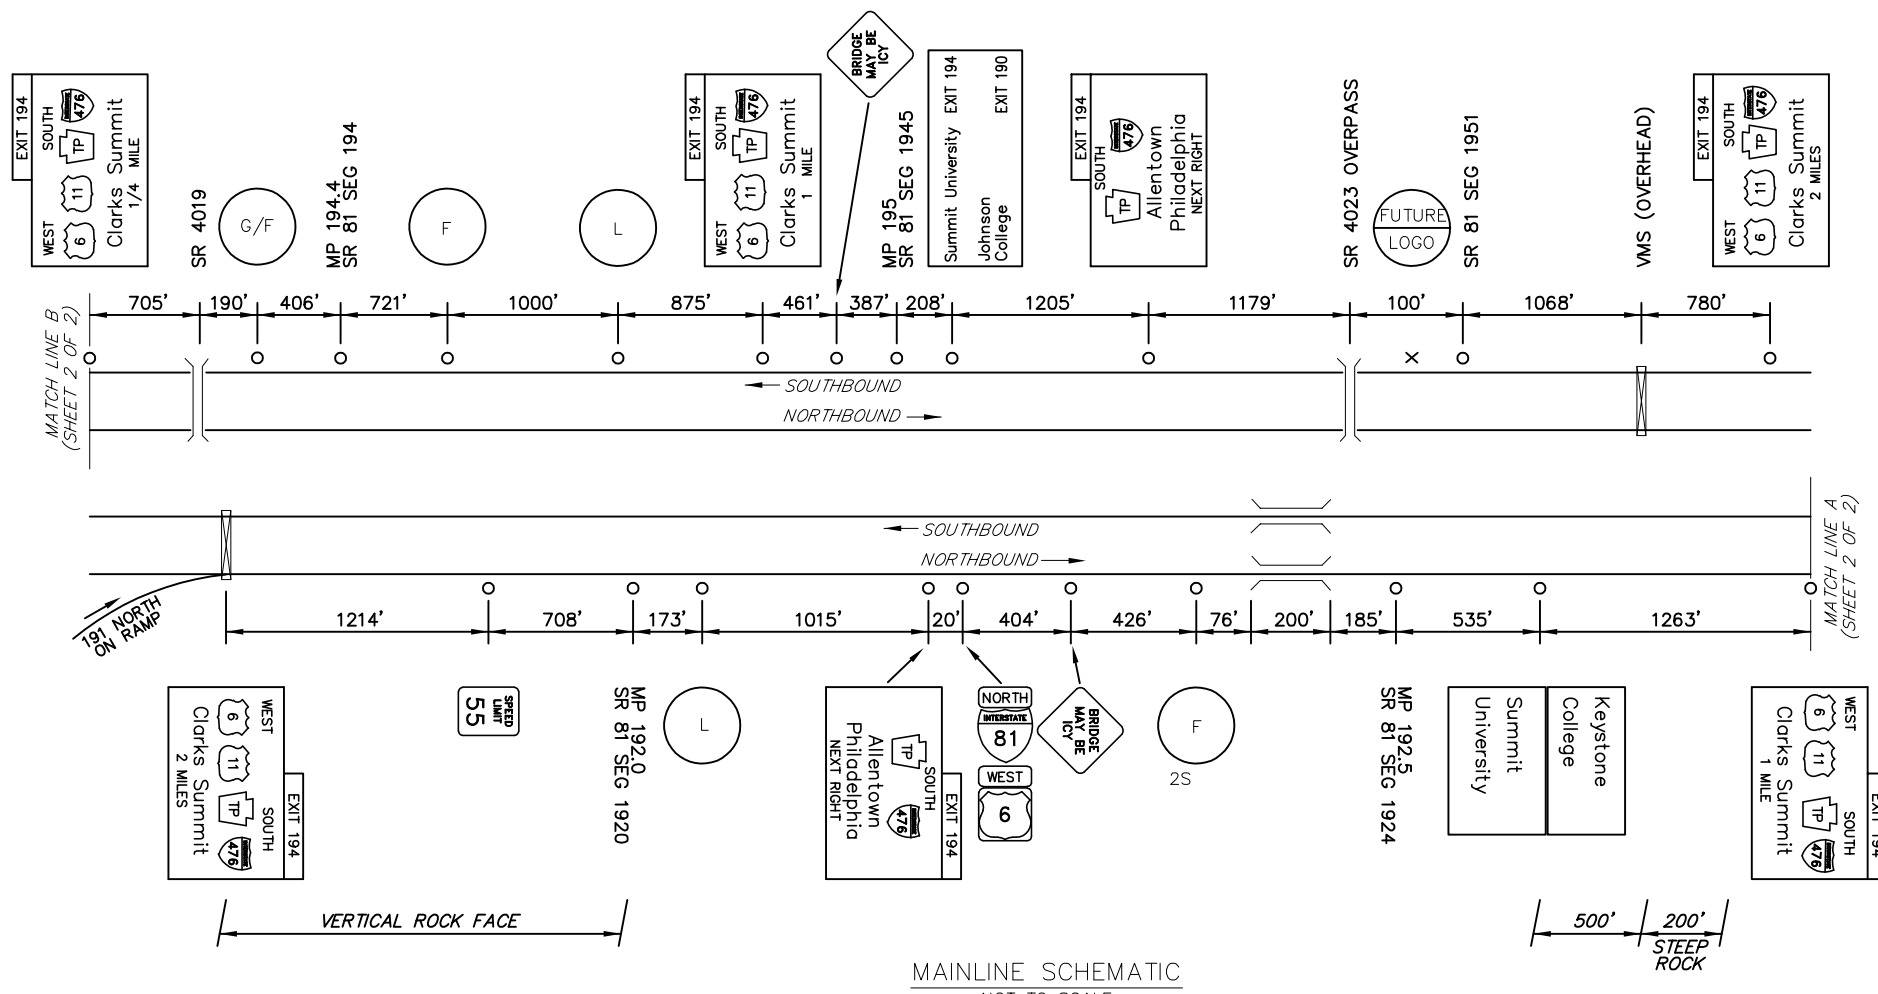 EXIT 194
SOUTH
INTERSTATE
476
TP
11
WEST
6
Clarks Summit
1/4 MILE
SR 4019
G/F
MP 194.4
SR 81 SEG 194
F
L
EXIT 194
SOUTH
INTERSTATE
476
TP
11
WEST
6
Clarks Summit
1 MILE
BRIDGE
MAY BE
ICY
MP 195
SR 81 SEG 1945
Summit University EXIT 194
Johnson
College EXIT 190
EXIT 194
SOUTH
INTERSTATE
476
TP
Allentown
Philadelphia
NEXT RIGHT
SR 4023 OVERPASS
FUTURE
LOGO
SR 81 SEG 1951
VMS (OVERHEAD)
EXIT 194
SOUTH
INTERSTATE
476
TP
11
WEST
6
Clarks Summit
2 MILES
705' 190' 406' 721' 1000' 875' 461' 387' 208' 1205' 1179' 100' 1068' 780'
MATCH LINE B
(SHEET 2 OF 2)
SOUTHBOUND
NORTHBOUND
SOUTHBOUND
NORTHBOUND
MATCH LINE A
(SHEET 2 OF 2)
191 NORTH
ON RAMP
1214' 708' 173' 1015' 20' 404' 426' 76' 200' 185' 535' 1263'
EXIT 194
WEST
6
11
SOUTH
TP
INTERSTATE
476
Clarks Summit
2 MILES
SPEED
LIMIT
55
MP 192.0
SR 81 SEG 1920
L
EXIT 194
SOUTH
TP
INTERSTATE
476
Allentown
Philadelphia
NEXT RIGHT
NORTH
INTERSTATE
81
WEST
6
BRIDGE
MAY BE
ICY
F
2S
MP 192.5
SR 81 SEG 1924
Summit
University
Keystone
College
EXIT 194
WEST
6
11
SOUTH
TP
INTERSTATE
476
Clarks Summit
1 MILE
VERTICAL ROCK FACE
500' 200'
STEEP
ROCK
MAINLINE SCHEMATIC